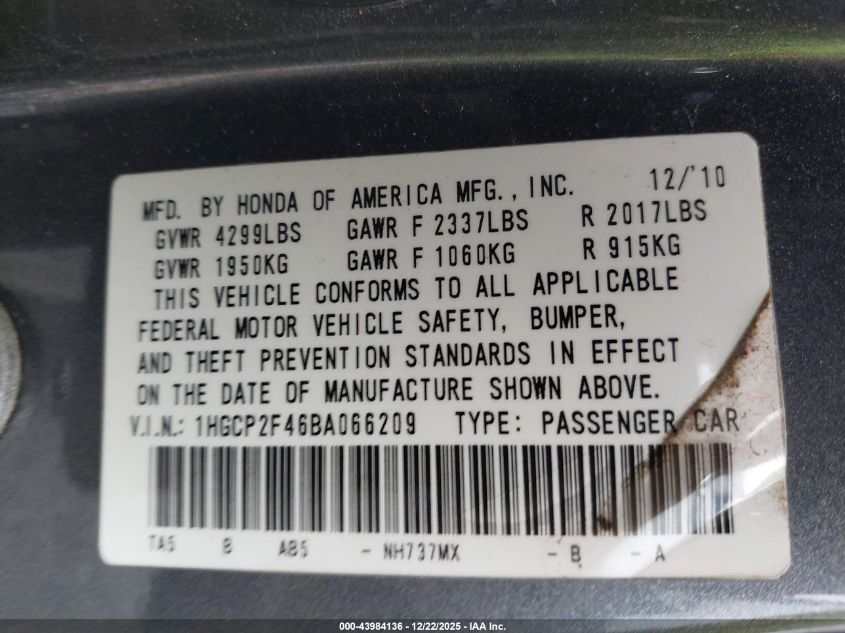 MFD. BY HONDA OF AMERICA MFG., INC. 12/'10
GVWR 4299LBS GAWR F 2337LBS R 2017LBS
GVWR 1950KG GAWR F 1060KG R 915KG
THIS VEHICLE CONFORMS TO ALL APPLICABLE
FEDERAL MOTOR VEHICLE SAFETY, BUMPER,
AND THEFT PREVENTION STANDARDS IN EFFECT
ON THE DATE OF MANUFACTURE SHOWN ABOVE.
V.I.N.: 1HGCP2F46BA066209 TYPE: PASSENGER CAR
TA5 B AB5 - NH737MX - B - A
000-43984136 - 12/22/2025 - IAA Inc.